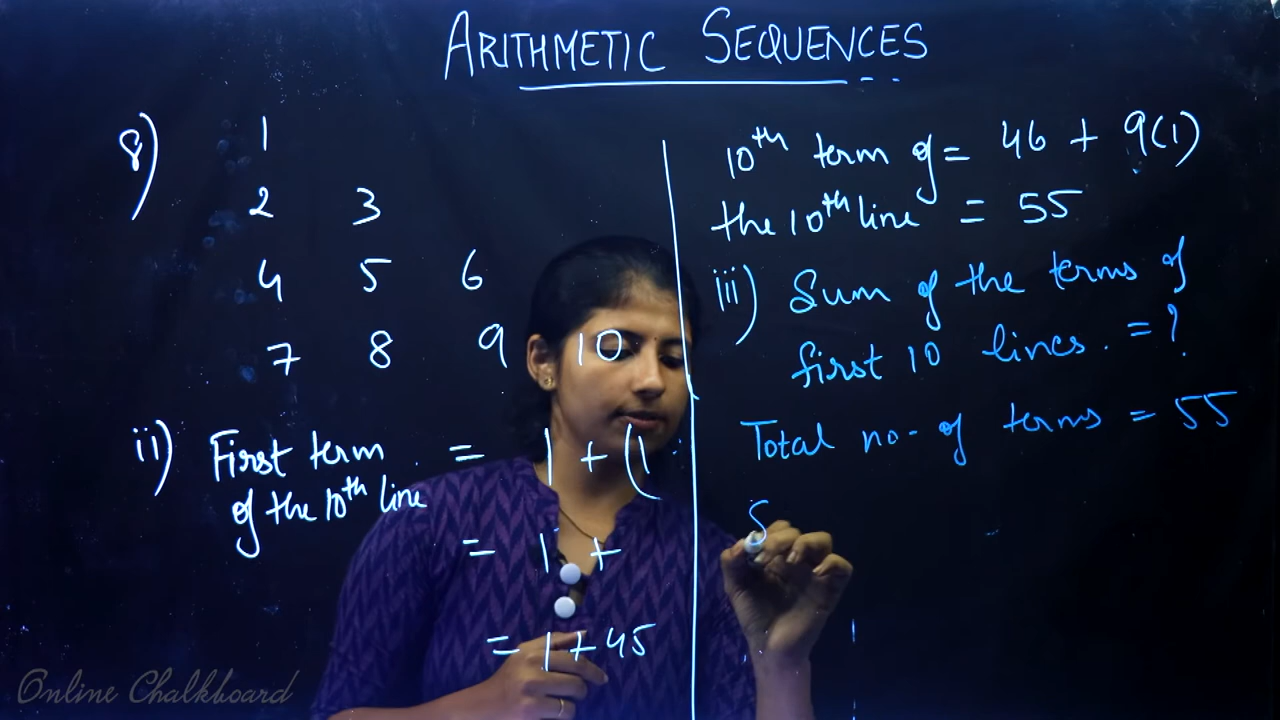 ARITHMETIC SEQUENCES
8) 1
2 3
4 5 6
7 8 9 10
ii) First term = 1 + (1
of the 10th line
= 1 +
= 1 + 45
10th term of = 46 + 9(1)
the 10th line = 55
iii) Sum of the terms of
first 10 lines. = ?
Total no. of terms = 55
S
Online Chalkboard